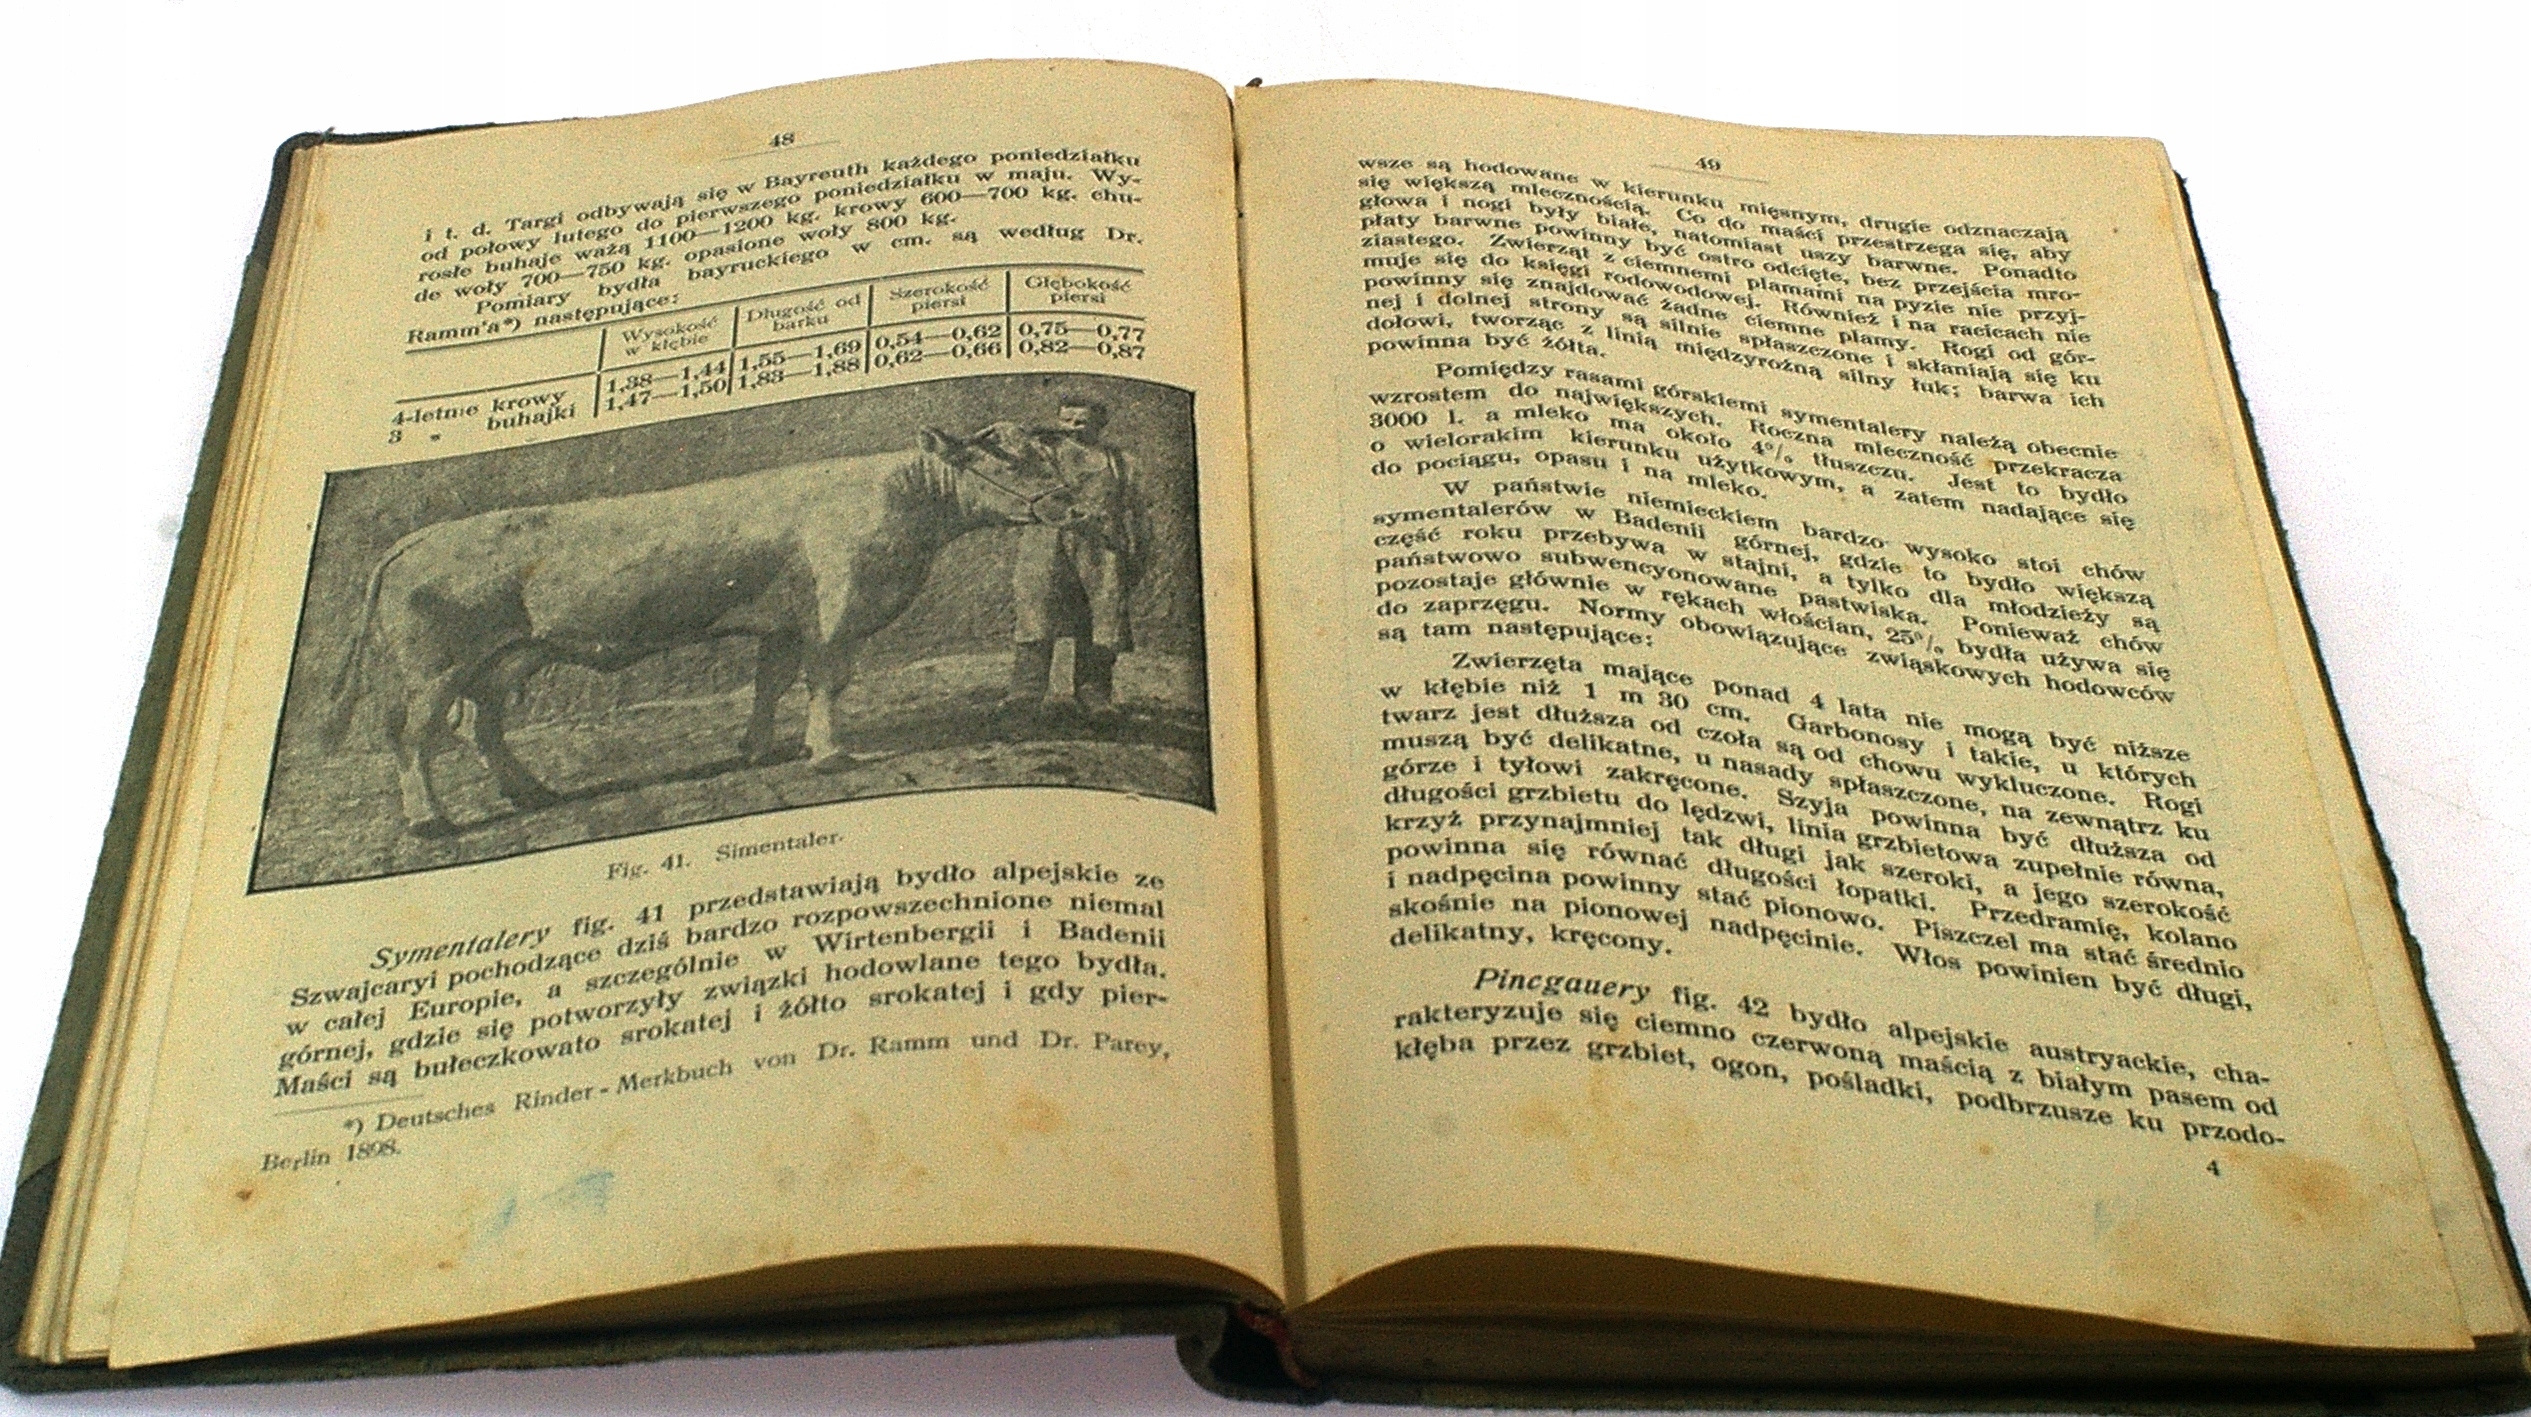 48
i t. d. Targi odbywają się w Bayreuth każdego poniedziałku
od połowy lutego do pierwszego poniedziałku w maju. Wy-
rosłe buhaje ważą 1100—1200 kg. krowy 600—700 kg. chu-
de woły 700—750 kg. opasione woły 800 kg.
Pomiary bydła bayruckiego w cm. są według Dr.
Ramm'a*) następujące:
Wysokość w kłębie | Długość od barku | Szerokość piersi | Głębokość piersi
4-letnie krowy | 1,38—1,44 | 1,55—1,69 | 0,54—0,62 | 0,75—0,77
3 „ buhajki | 1,47—1,50 | 1,83—1,88 | 0,62—0,66 | 0,82—0,87
Fig. 41. Simentaler.
Symentalery fig. 41 przedstawiają bydło alpejskie ze
Szwajcaryi pochodzące dziś bardzo rozpowszechnione niemal
w całej Europie, a szczególnie w Wirtenbergii i Badenii
górnej, gdzie się potworzyły związki hodowlane tego bydła.
Maści są bułeczkowato srokatej i żółto srokatej i gdy pier-
*) Deutsches Rinder-Merkbuch von Dr. Ramm und Dr. Parey,
Berlin 1898.
49
wsze są hodowane w kierunku mięsnym, drugie odznaczają
się większą mlecznością. Co do maści przestrzega się, aby
głowa i nogi były białe, natomiast uszy barwne. Ponadto
płaty barwne powinny być ostro odcięte, bez przejścia mro-
ziastego. Zwierząt z ciemnemi plamami na pyzie nie przyj-
muje się do księgi rodowodowej. Również i na racicach nie
powinny się znajdować żadne ciemne plamy. Rogi od gór-
nej i dolnej strony są silnie spłaszczone i skłaniają się ku
dołowi, tworząc z linią międzyrożną silny łuk; barwa ich
powinna być żółta.
Pomiędzy rasami górskiemi symentalery należą obecnie
wzrostem do największych. Roczna mleczność przekracza
3000 l. a mleko ma około 4% tłuszczu. Jest to bydło
o wielorakim kierunku użytkowym, a zatem nadające się
do pociągu, opasu i na mleko.
W państwie niemieckiem bardzo wysoko stoi chów
symentalerów w Badenii górnej, gdzie to bydło większą
część roku przebywa w stajni, a tylko dla młodzieży są
państwowo subwencyonowane pastwiska. Ponieważ chów
pozostaje głównie w rękach włościan, 25% bydła używa się
do zaprzęgu. Normy obowiązujące związkowych hodowców
są tam następujące:
Zwierzęta mające ponad 4 lata nie mogą być niższe
w kłębie niż 1 m 30 cm. Garbonosy i takie, u których
twarz jest dłuższa od czoła są od chowu wykluczone. Rogi
muszą być delikatne, u nasady spłaszczone, na zewnątrz ku
górze i tyłowi zakręcone. Szyja powinna być dłuższa od
długości grzbietu do lędzwi, linia grzbietowa zupełnie równa,
krzyż przynajmniej tak długi jak szeroki, a jego szerokość
powinna się równać długości łopatki. Przedramię, kolano
i nadpęcina powinny stać pionowo. Piszczel ma stać średnio
skośnie na pionowej nadpęcinie. Włos powinien być długi,
delikatny, kręcony.
Pincgauery fig. 42 bydło alpejskie austryackie, cha-
rakteryzuje się ciemno czerwoną maścią z białym pasem od
kłęba przez grzbiet, ogon, pośladki, podbrzusze ku przodo-
4